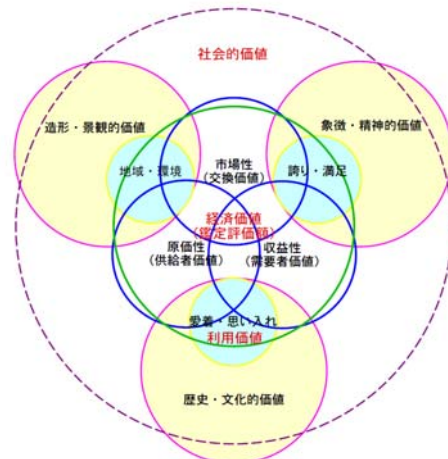 社会的価値
造形・景観的価値
象徴・精神的価値
市場性
(交換価値)
地域・環境
誇り・満足
経済価値
(鑑定評価額)
原価性
(供給者価値)
収益性
(需要者価値)
愛着・思い入れ
利用価値
歴史・文化的価値